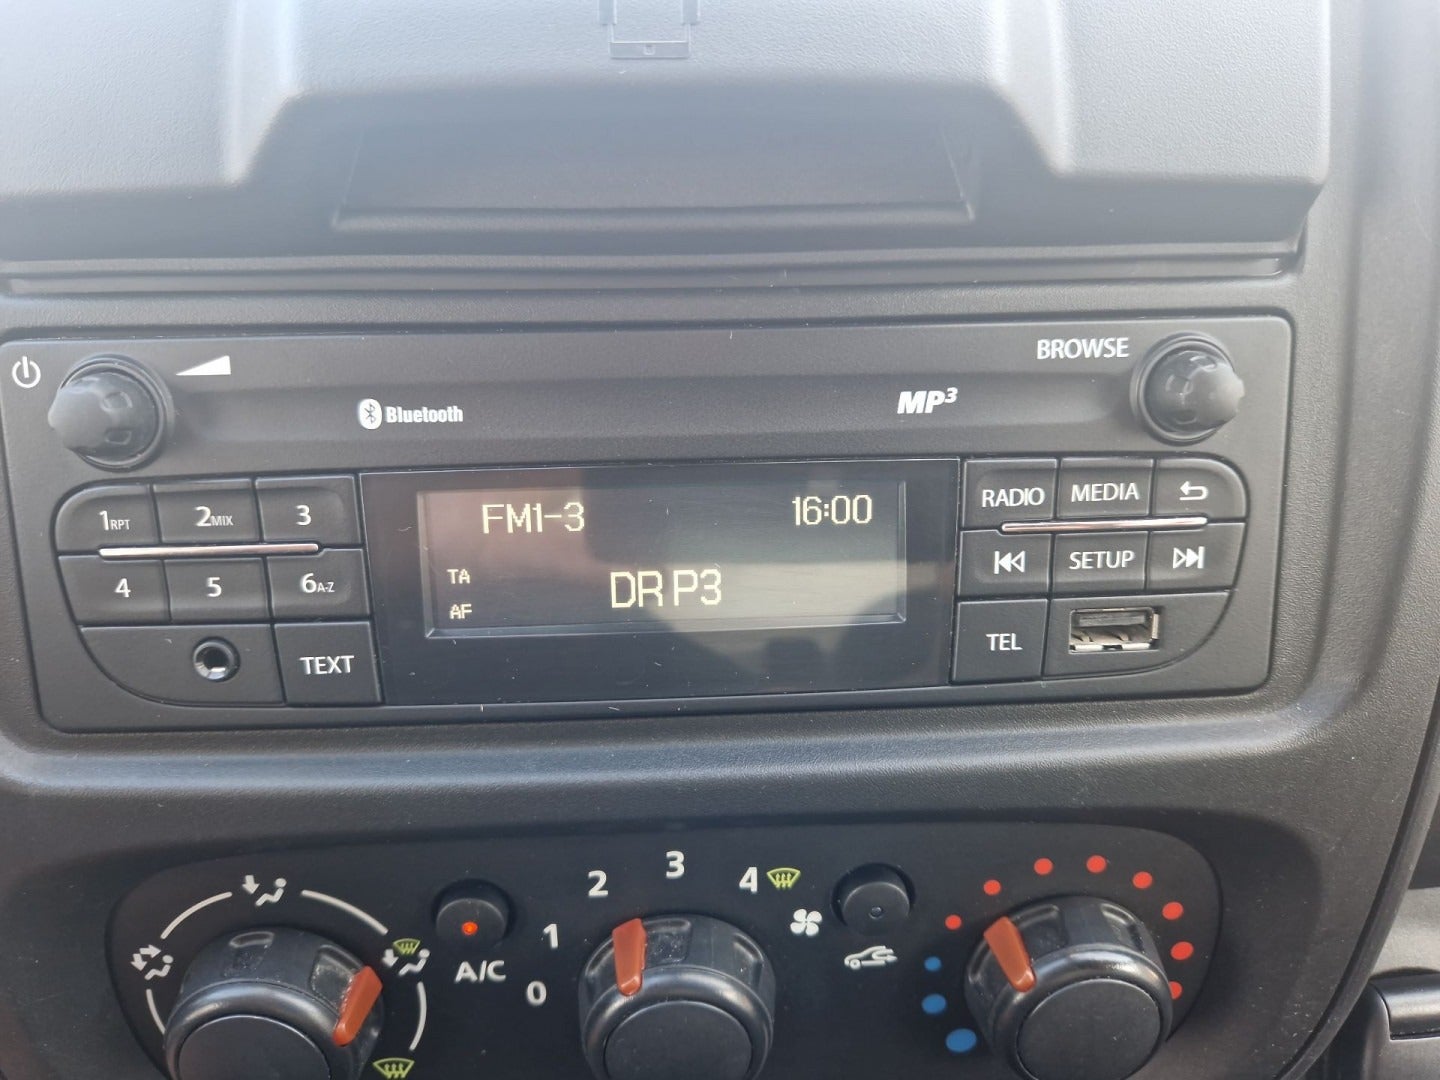 BROWSE
Bluetooth
MP3
1RPT 2MIX 3
4 5 6A-Z
TEXT
FM1-3 16:00
TA
DR P3
AF
RADIO MEDIA
SETUP
TEL
0 1 2 3 4
A/C